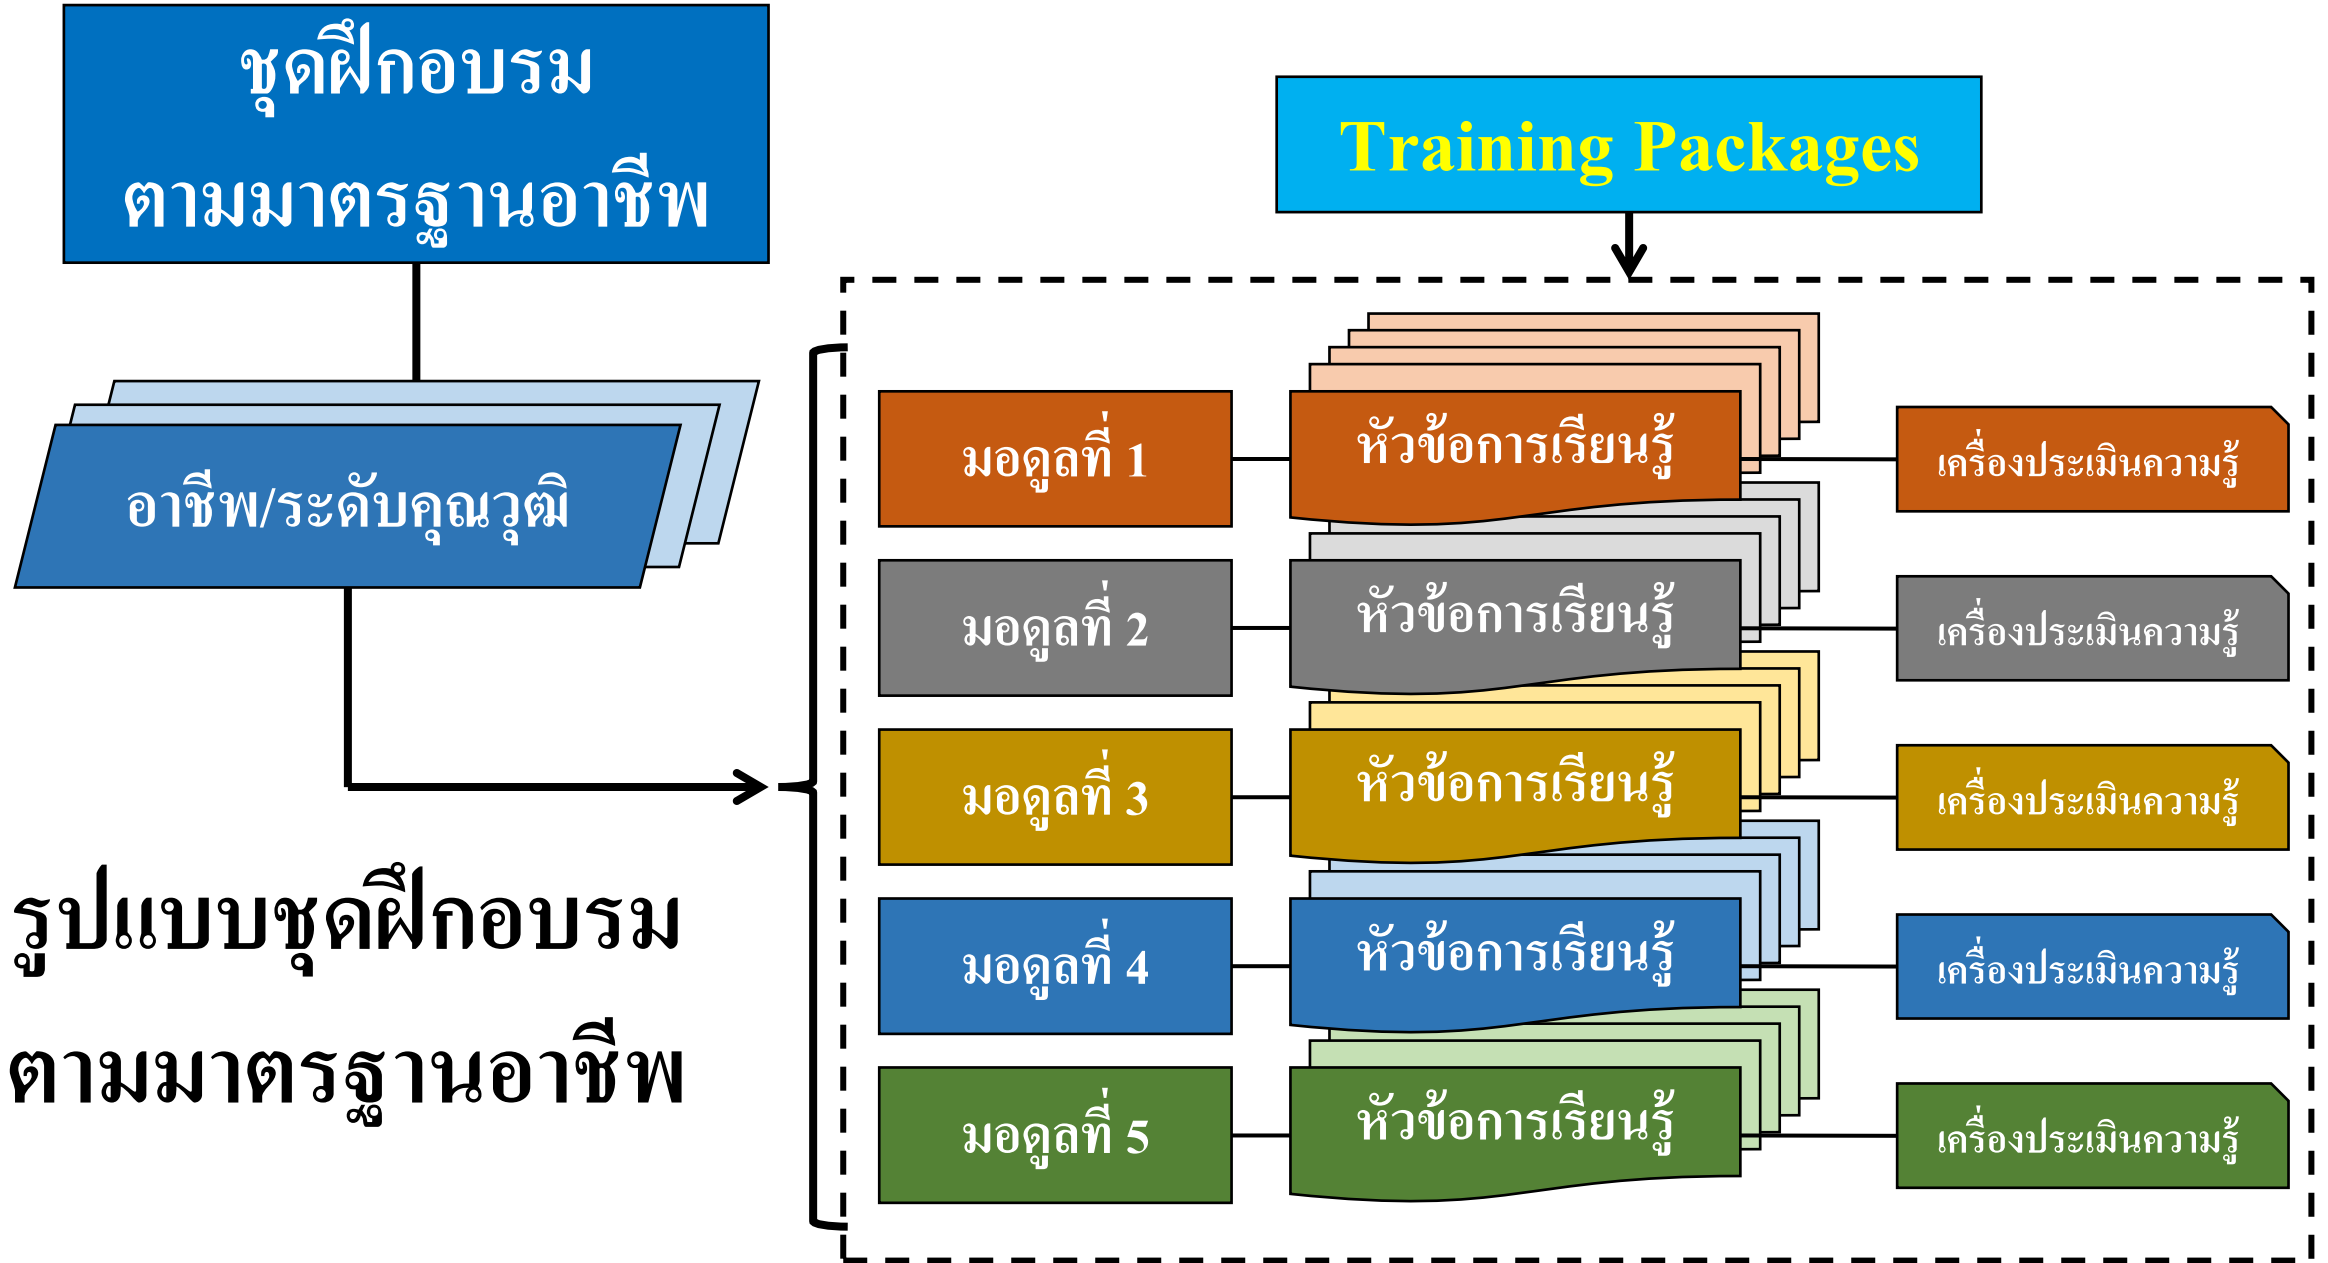 ชุดฝึกอบรม
ตามมาตรฐานอาชีพ
Training Packages
อาชีพ/ระดับคุณวุฒิ
มอดูลที่ 1
หัวข้อการเรียนรู้
เครื่องประเมินความรู้
มอดูลที่ 2
หัวข้อการเรียนรู้
เครื่องประเมินความรู้
มอดูลที่ 3
หัวข้อการเรียนรู้
เครื่องประเมินความรู้
มอดูลที่ 4
หัวข้อการเรียนรู้
เครื่องประเมินความรู้
มอดูลที่ 5
หัวข้อการเรียนรู้
เครื่องประเมินความรู้
รูปแบบชุดฝึกอบรม
ตามมาตรฐานอาชีพ